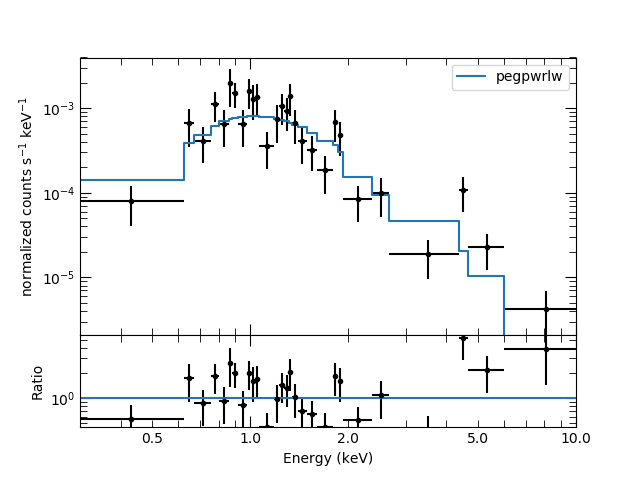 pegpwrlw
normalized counts s⁻¹ keV⁻¹
10⁻³
10⁻⁴
10⁻⁵
Ratio
10⁰
0.5 1.0 2.0 5.0 10.0
Energy (keV)